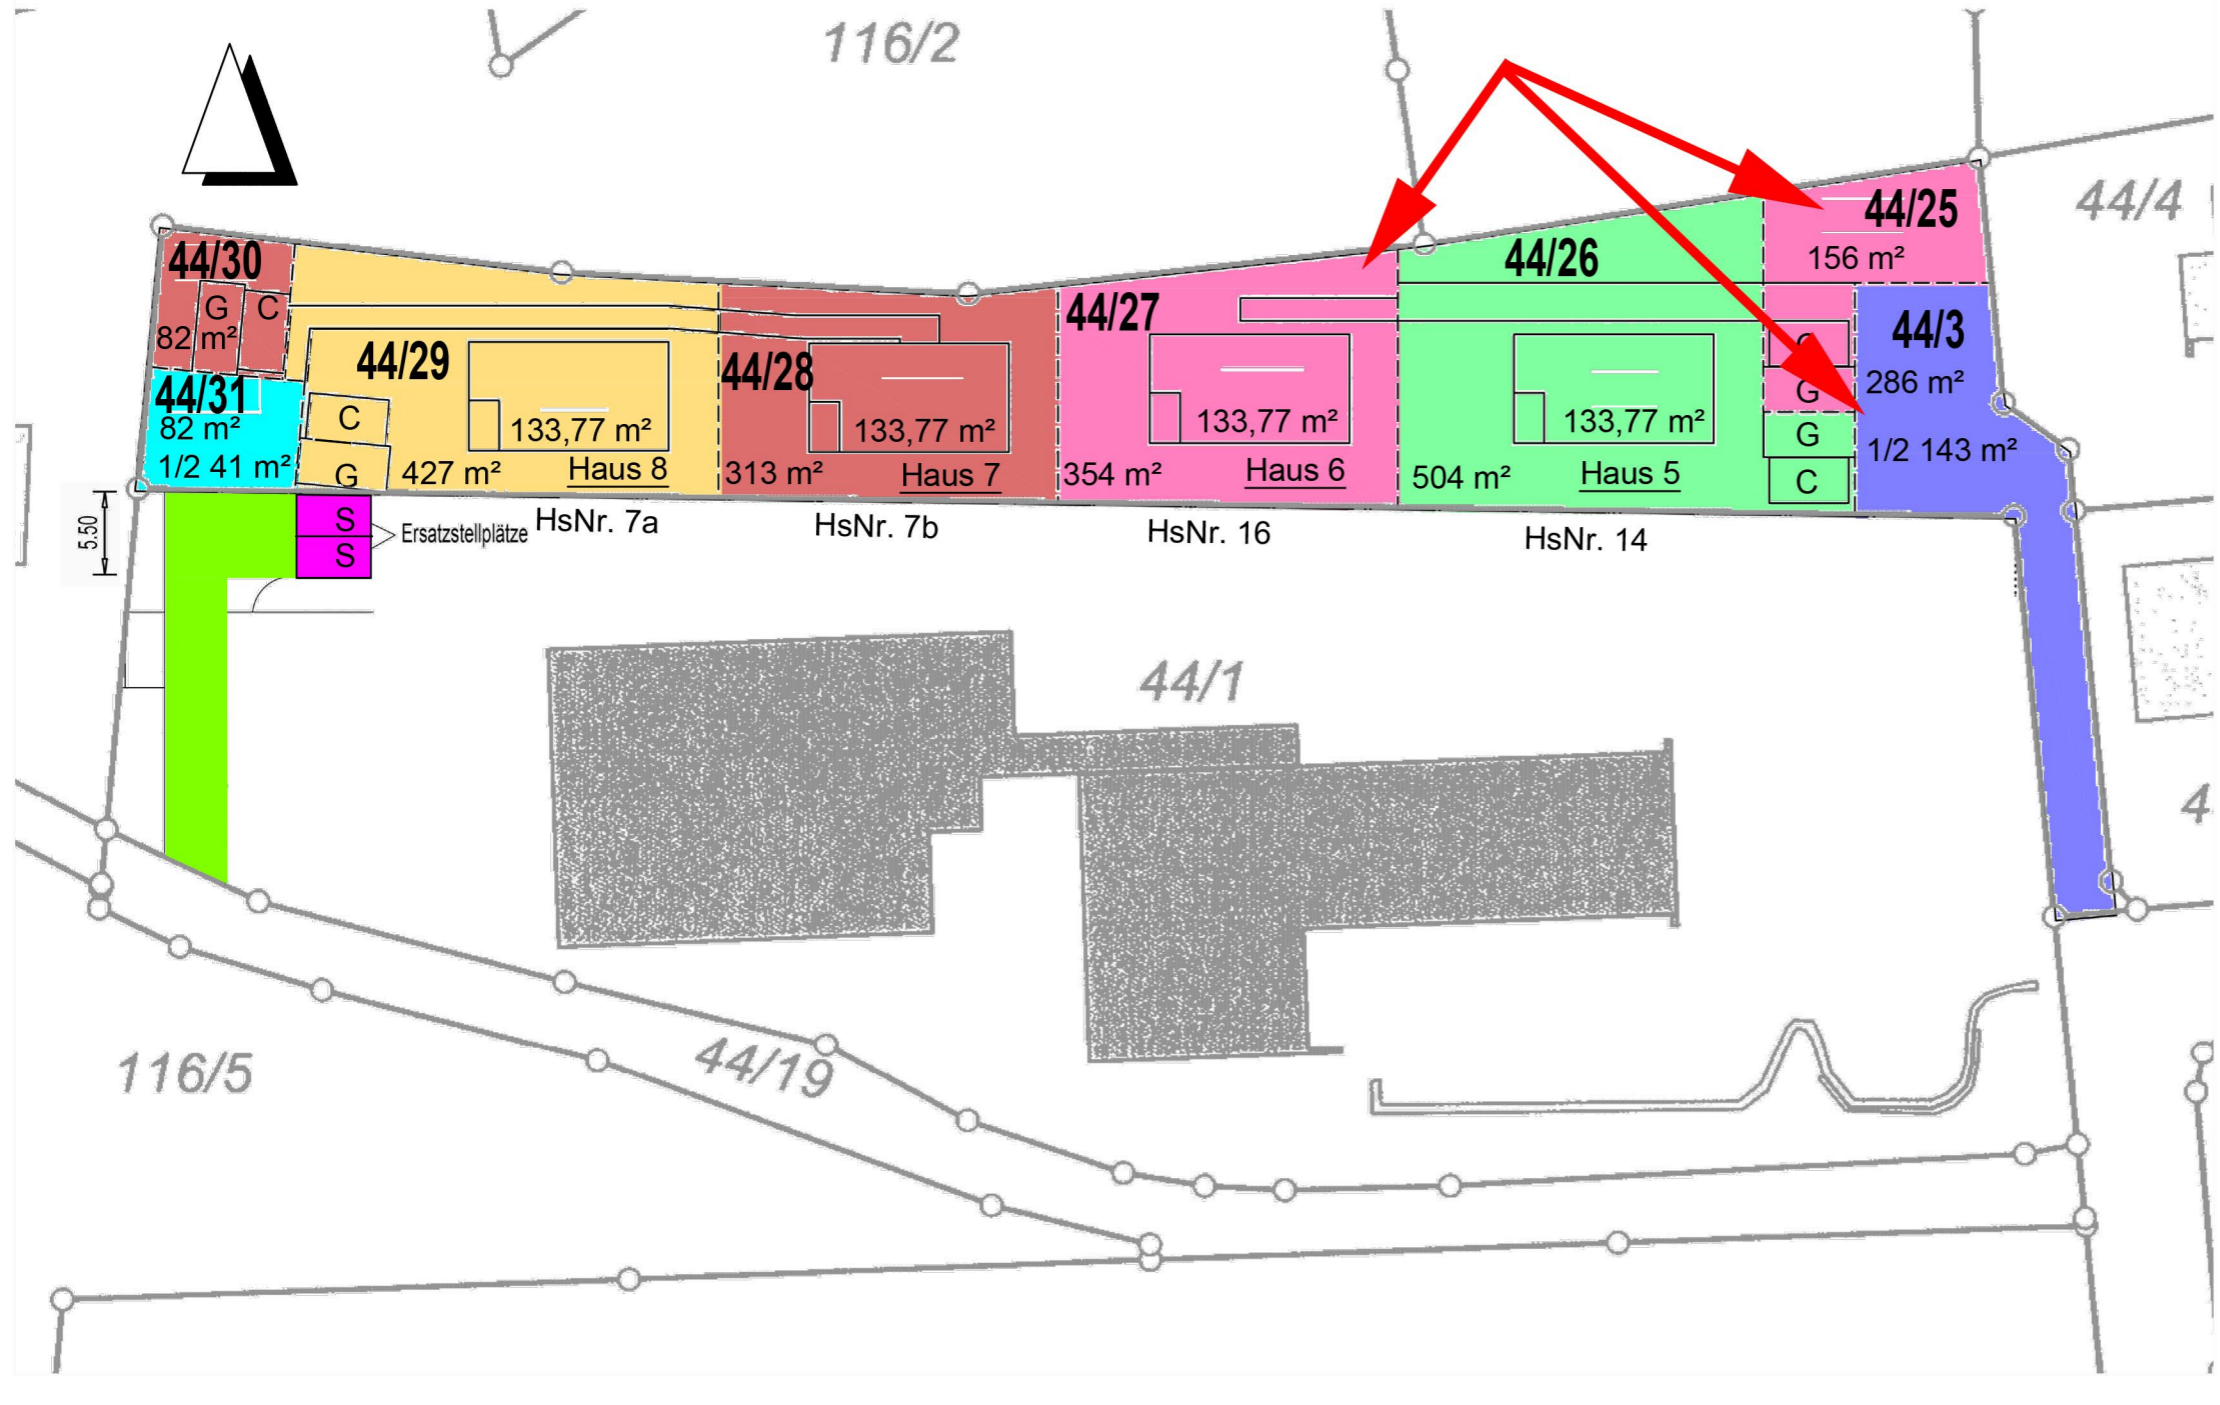 116/2
44/4
44/25
156 m²
44/26
44/30
G
C
82 m²
44/27
44/3
286 m²
1/2 143 m²
44/29
44/28
44/31
82 m²
1/2 41 m²
C
G
427 m²
133,77 m²
Haus 8
313 m²
133,77 m²
Haus 7
354 m²
133,77 m²
Haus 6
504 m²
133,77 m²
Haus 5
G
G
C
5.50
S
S
Ersatzstellplätze
HsNr. 7a
HsNr. 7b
HsNr. 16
HsNr. 14
44/1
4
44/19
116/5